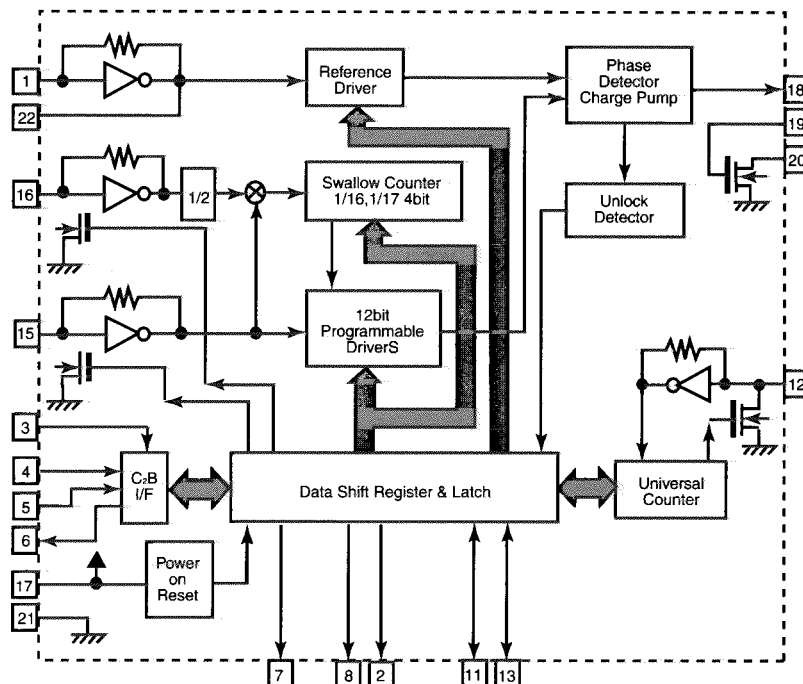 1
22
16
15
3
4
5
6
17
21
Reference
Driver
Phase
Detector
Charge Pump
18
19
20
1/2
Swallow Counter
1/16,1/17 4bit
Unlock
Detector
12bit
Programmable
DriverS
12
C₂B
I/F
Data Shift Register & Latch
Universal
Counter
Power
on
Reset
7
8
2
11
13